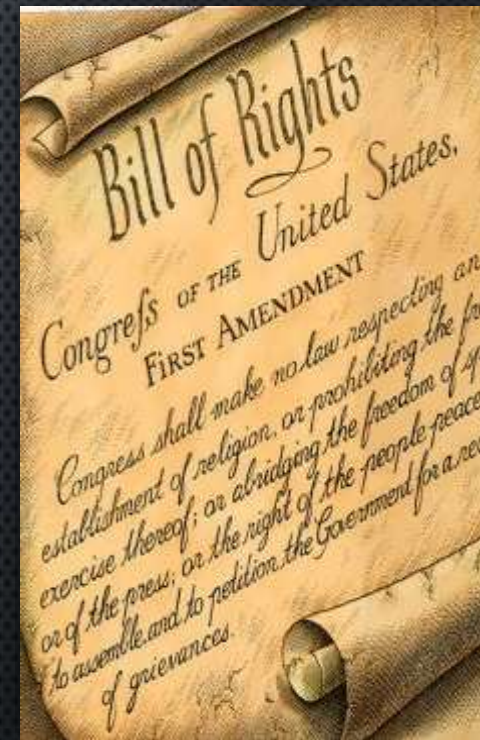 Bill of Rights
Congreſs OF THE United States,
FIRST AMENDMENT
Congress shall make no law respecting an
establishment of religion, or prohibiting the
exercise thereof; or abridging the freedom of
or of the press; or the right of the people
to assemble, and to petition the Government for a
of grievances.